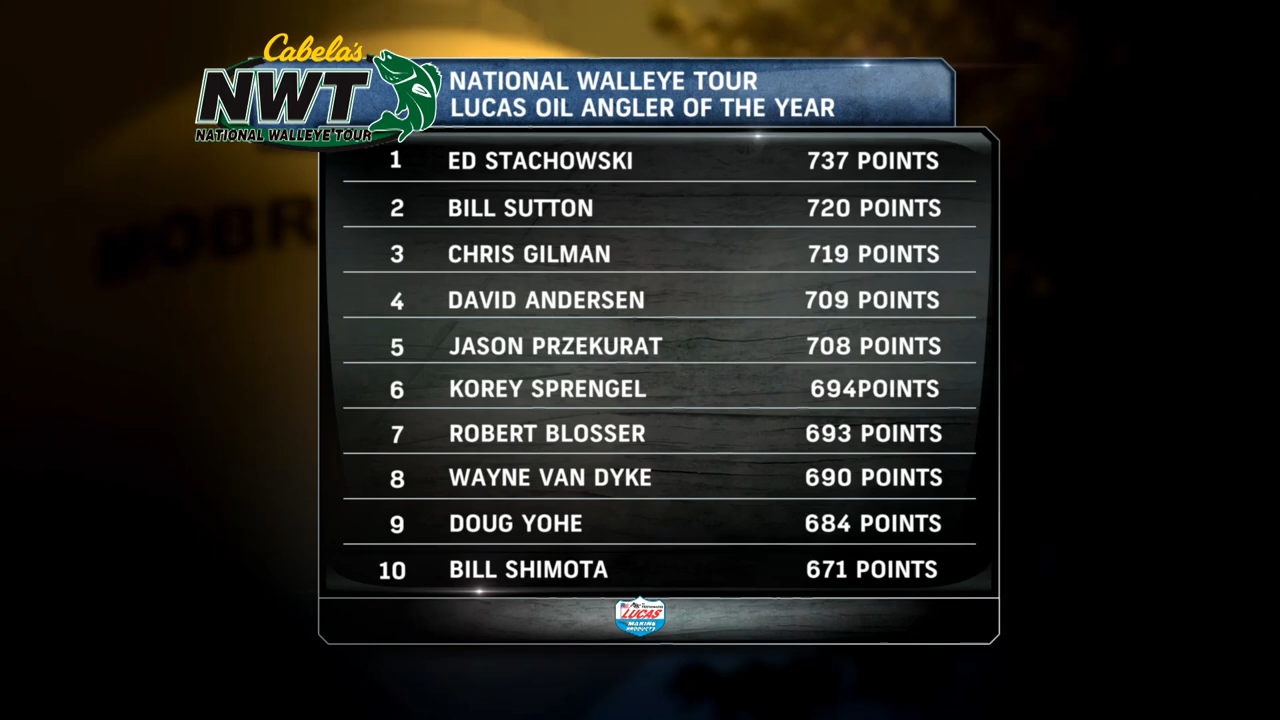 Cabela's
NWT
NATIONAL WALLEYE TOUR
NATIONAL WALLEYE TOUR
LUCAS OIL ANGLER OF THE YEAR
1 ED STACHOWSKI 737 POINTS
2 BILL SUTTON 720 POINTS
3 CHRIS GILMAN 719 POINTS
4 DAVID ANDERSEN 709 POINTS
5 JASON PRZEKURAT 708 POINTS
6 KOREY SPRENGEL 694POINTS
7 ROBERT BLOSSER 693 POINTS
8 WAYNE VAN DYKE 690 POINTS
9 DOUG YOHE 684 POINTS
10 BILL SHIMOTA 671 POINTS
MOBR
LUCAS
MARINE
PRODUCTS